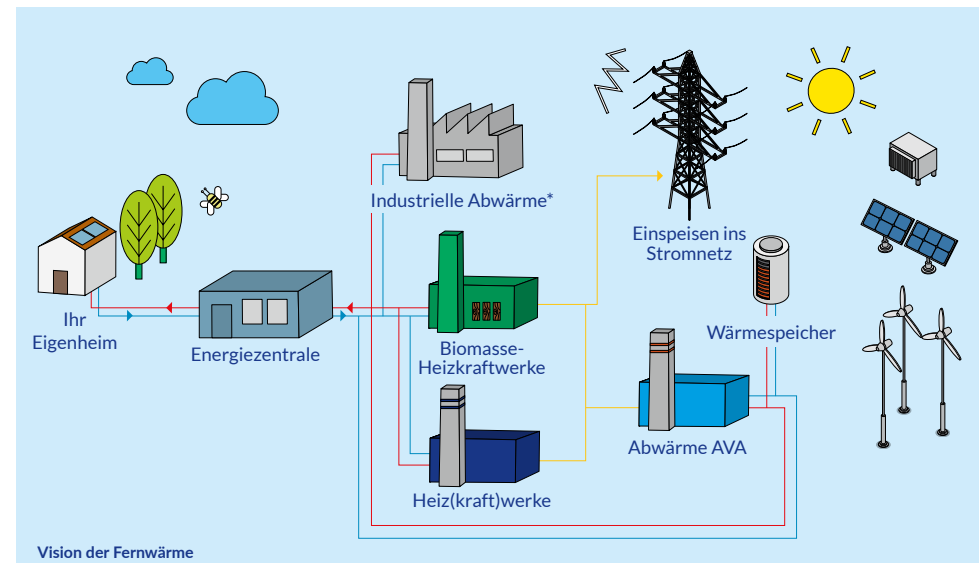 Industrielle Abwärme*
Einspeisen ins
Stromnetz
Ihr
Eigenheim
Energiezentrale
Biomasse-
Heizkraftwerke
Wärmespeicher
Abwärme AVA
Heiz(kraft)werke
Vision der Fernwärme